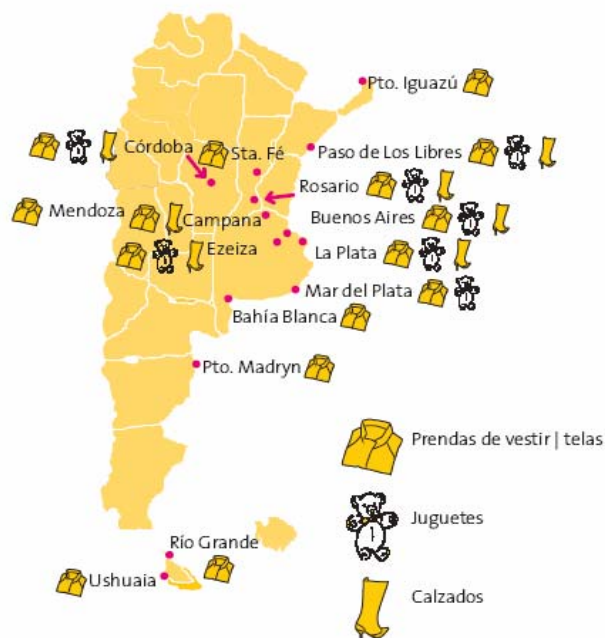 Pto. Iguazú
Córdoba
Sta. Fé
Paso de Los Libres
Rosario
Mendoza
Campana
Buenos Aires
Ezeiza
La Plata
Mar del Plata
Bahía Blanca
Pto. Madryn
Prendas de vestir | telas
Juguetes
Río Grande
Ushuaia
Calzados